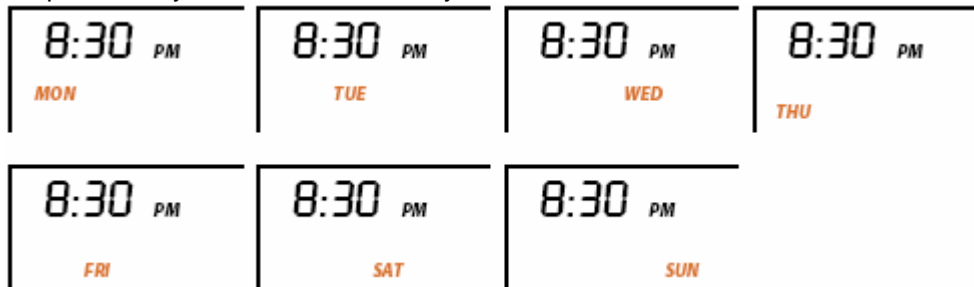 8:30 PM 8:30 PM 8:30 PM 8:30 PM
MON TUE WED
THU
8:30 PM 8:30 PM 8:30 PM
FRI SAT SUN